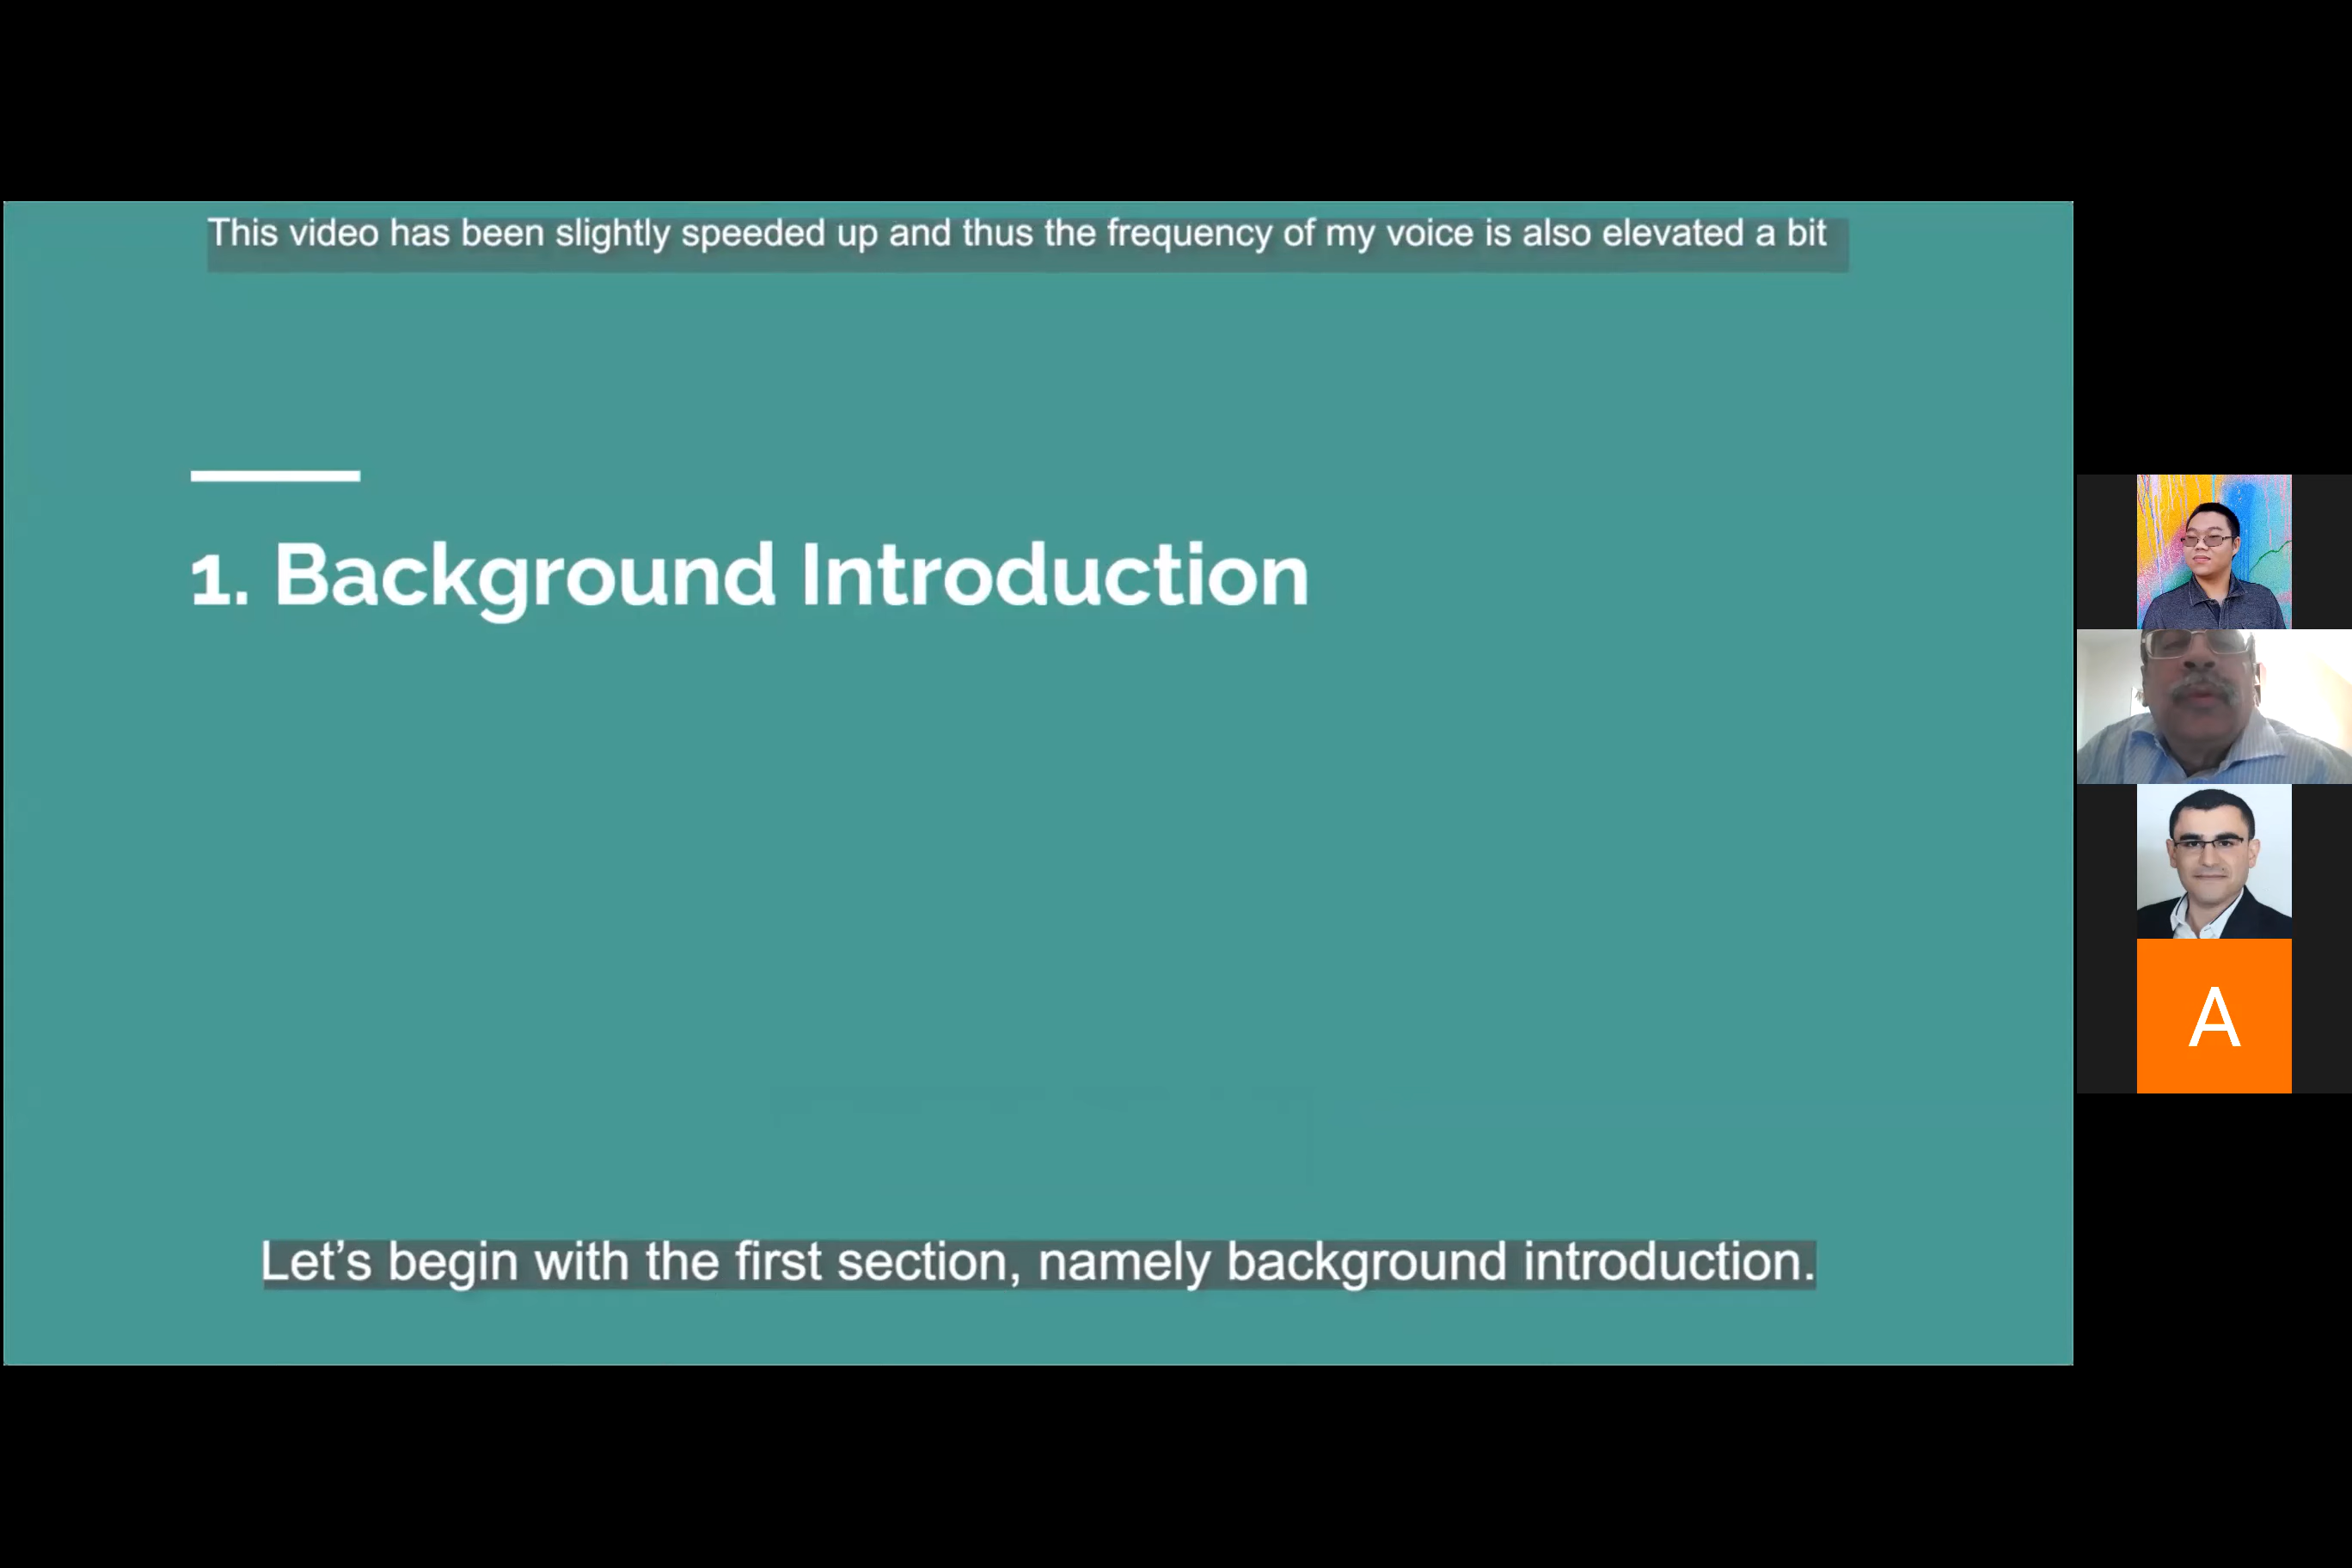 This video has been slightly speeded up and thus the frequency of my voice is also elevated a bit
1. Background Introduction
Let’s begin with the first section, namely background introduction.
A